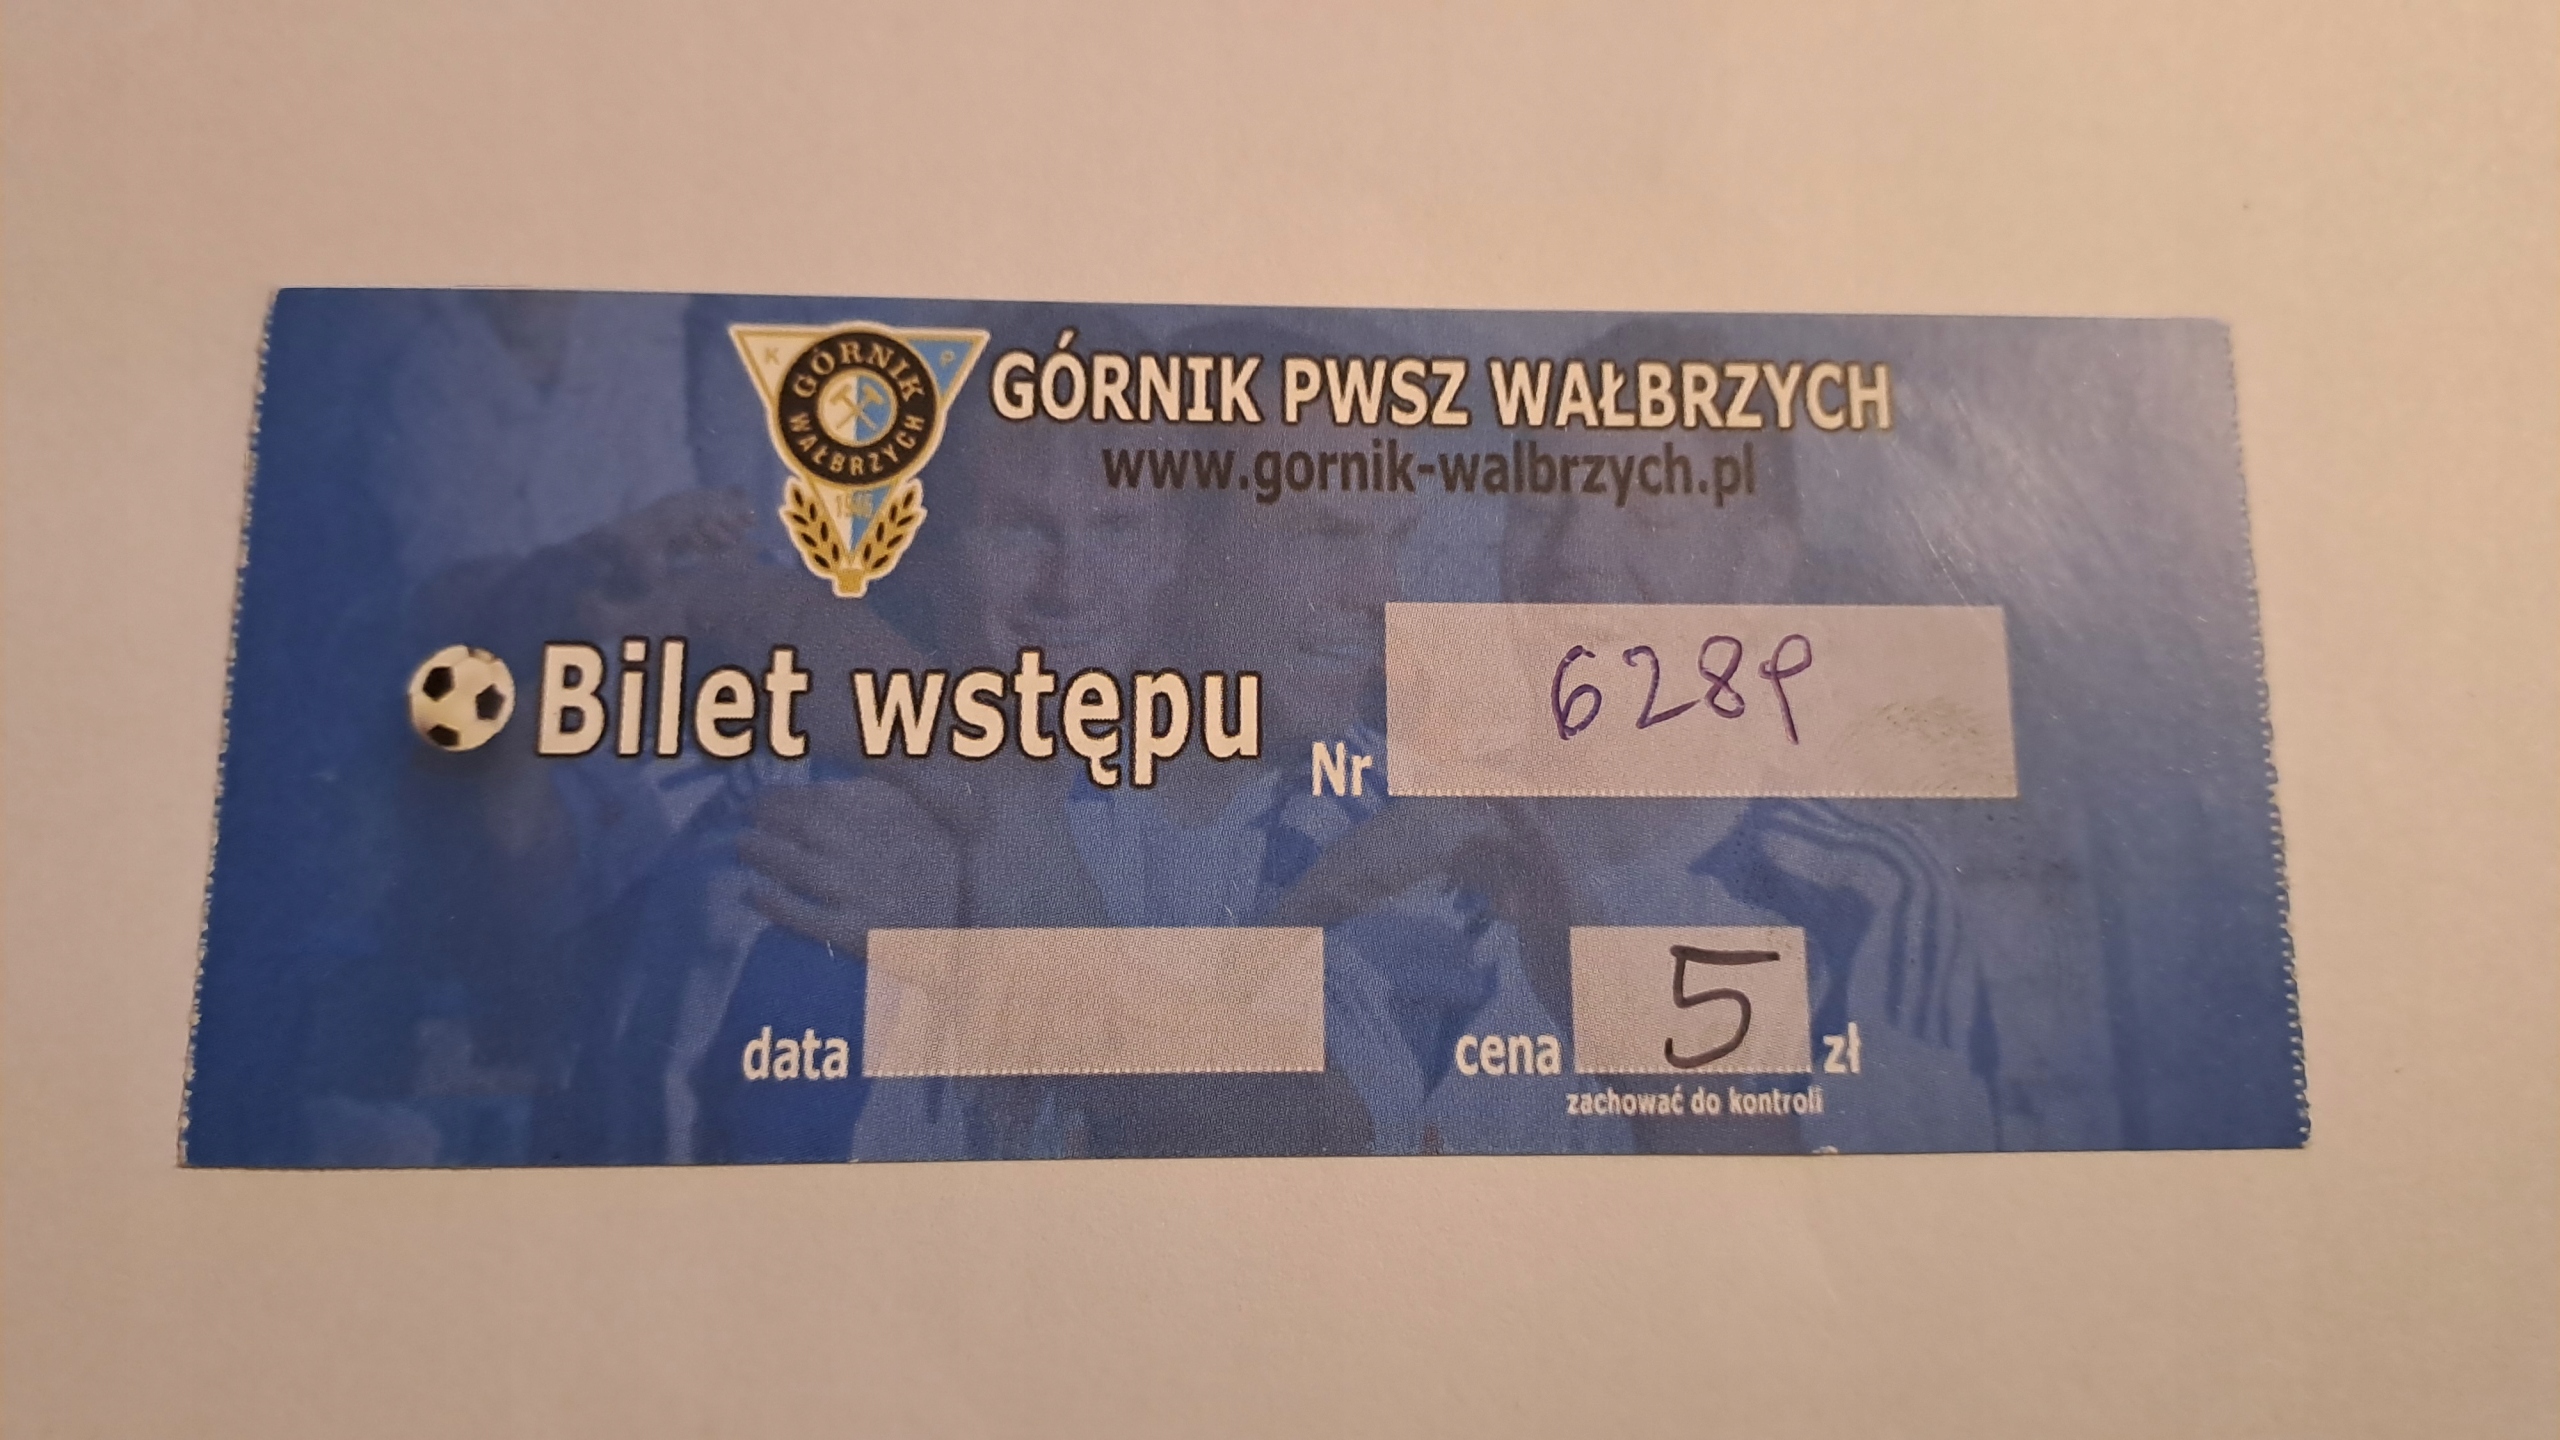 K P
GÓRNIK
WAŁBRZYCH
1946
GÓRNIK PWSZ WAŁBRZYCH
www.gornik-walbrzych.pl
Bilet wstępu
Nr 6289
data
cena 5 zł
zachować do kontroli